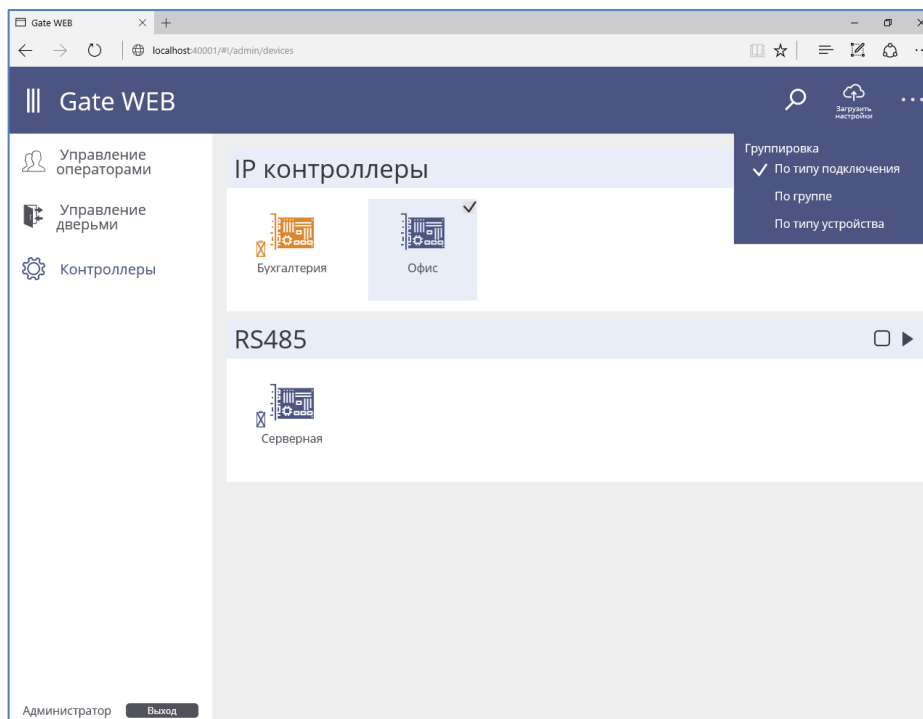 Gate WEB
localhost:40001/#!/admin/devices
Gate WEB
Загрузить
настройки
Управление
операторами
Управление
дверьми
Контроллеры
IP контроллеры
Группировка
По типу подключения
По группе
По типу устройства
Бухгалтерия
Офис
RS485
Серверная
Администратор
Выход